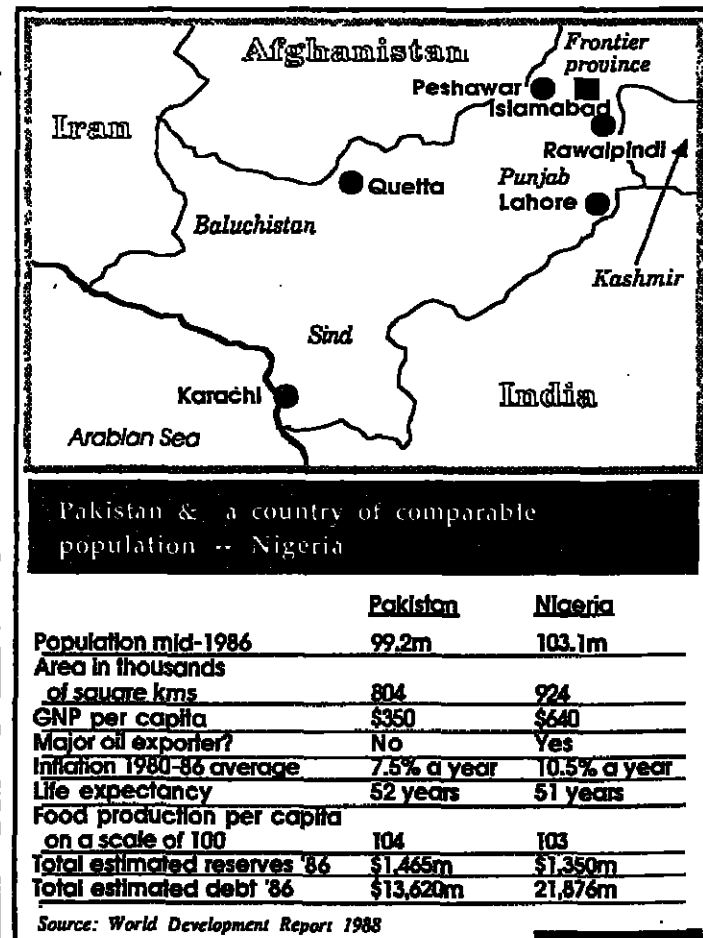 Afghanistan
Frontier
province
Peshawar
Islamabad
Iran
Rawalpindi
Quetta
Punjab
Lahore
Baluchistan
Kashmir
Sind
Karachi
India
Arabian Sea
Pakistan & a country of comparable
population -- Nigeria
Pakistan Nigeria
Population mid-1986 99.2m 103.1m
Area in thousands
of square kms 804 924
GNP per capita $350 $640
Major oil exporter? No Yes
Inflation 1980-86 average 7.5% a year 10.5% a year
Life expectancy 52 years 51 years
Food production per capita
on a scale of 100 104 103
Total estimated reserves '86 $1,465m $1,350m
Total estimated debt '86 $13,620m 21,876m
Source: World Development Report 1988